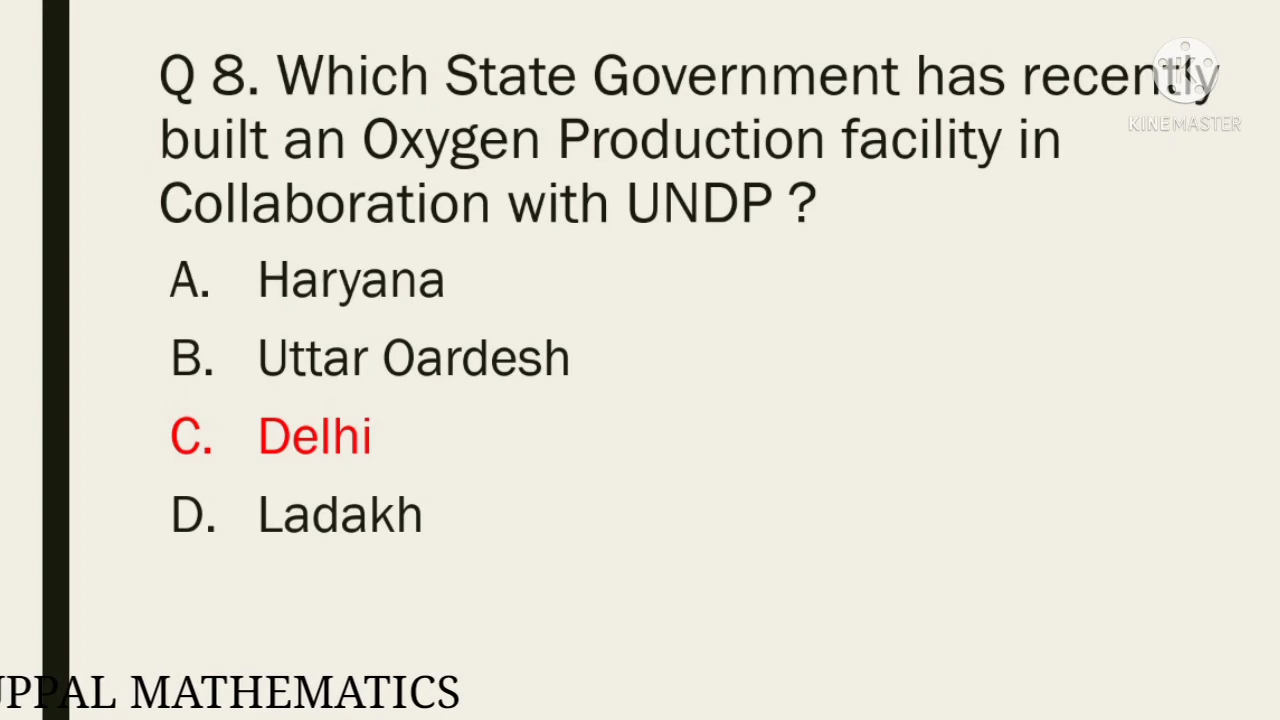 Q 8. Which State Government has recently
built an Oxygen Production facility in
Collaboration with UNDP ?
A. Haryana
B. Uttar Oardesh
C. Delhi
D. Ladakh
KINEMASTER
UPPAL MATHEMATICS